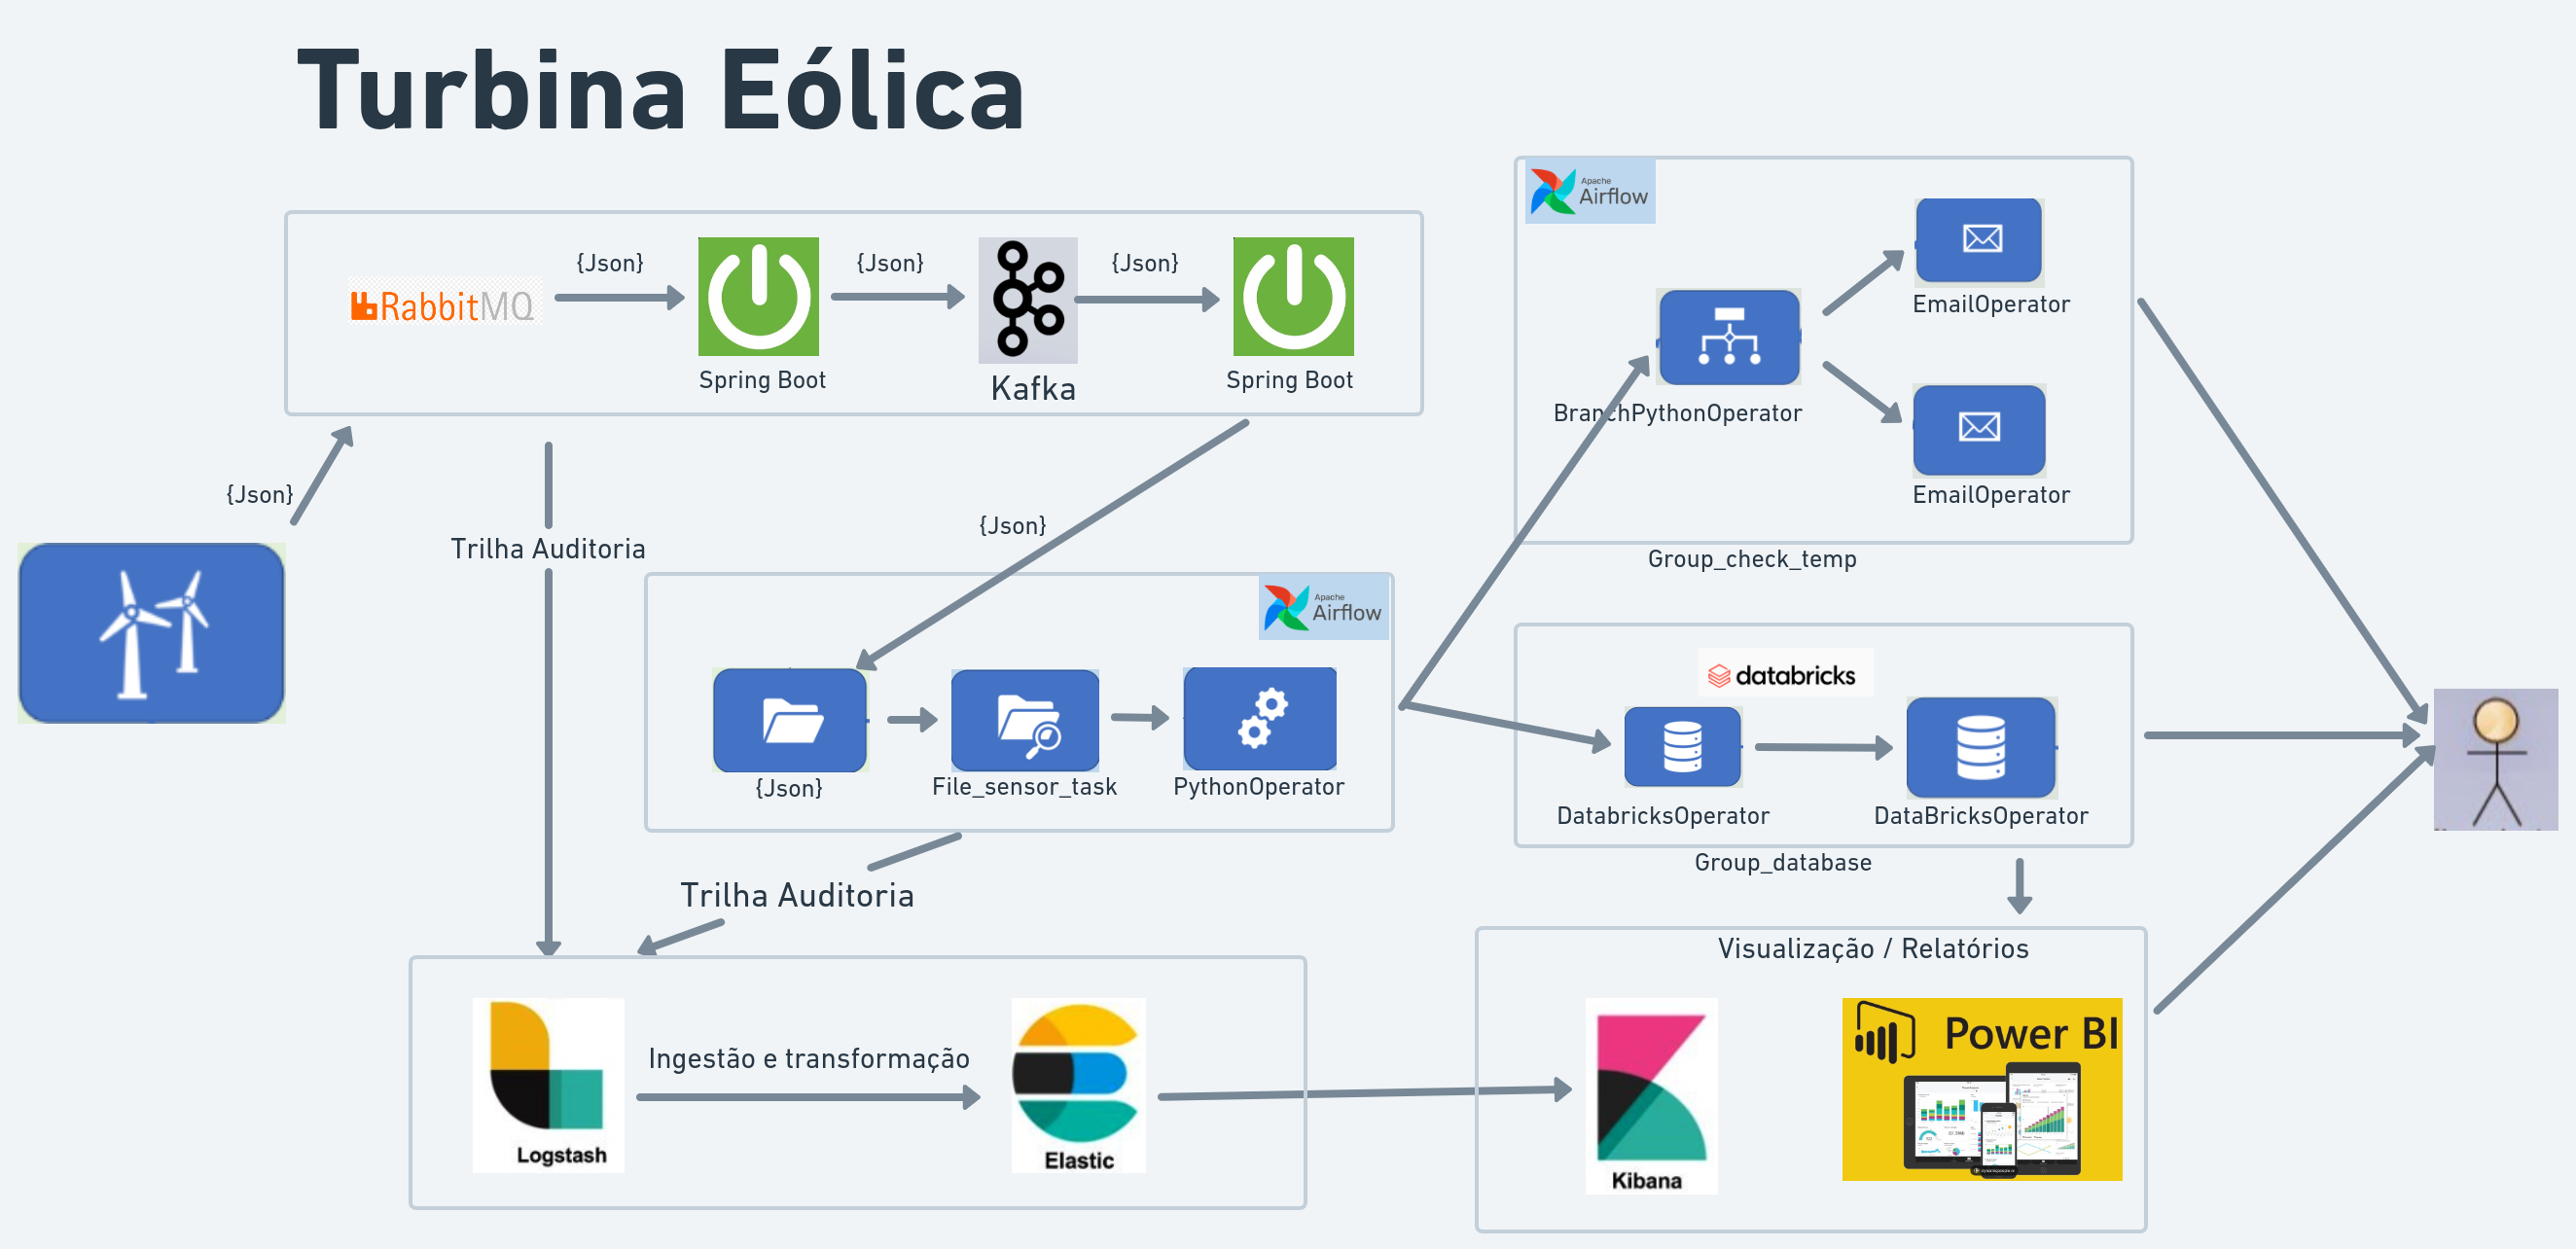 Turbina Eólica
RabbitMQ
{Json}
Spring Boot
{Json}
Kafka
{Json}
Spring Boot
{Json}
Trilha Auditoria
{Json}
Apache
Airflow
{Json}
File_sensor_task
PythonOperator
Trilha Auditoria
Apache
Airflow
BranchPythonOperator
EmailOperator
EmailOperator
Group_check_temp
databricks
DatabricksOperator
DataBricksOperator
Group_database
Logstash
Ingestão e transformação
Elastic
Visualização / Relatórios
Kibana
Power BI